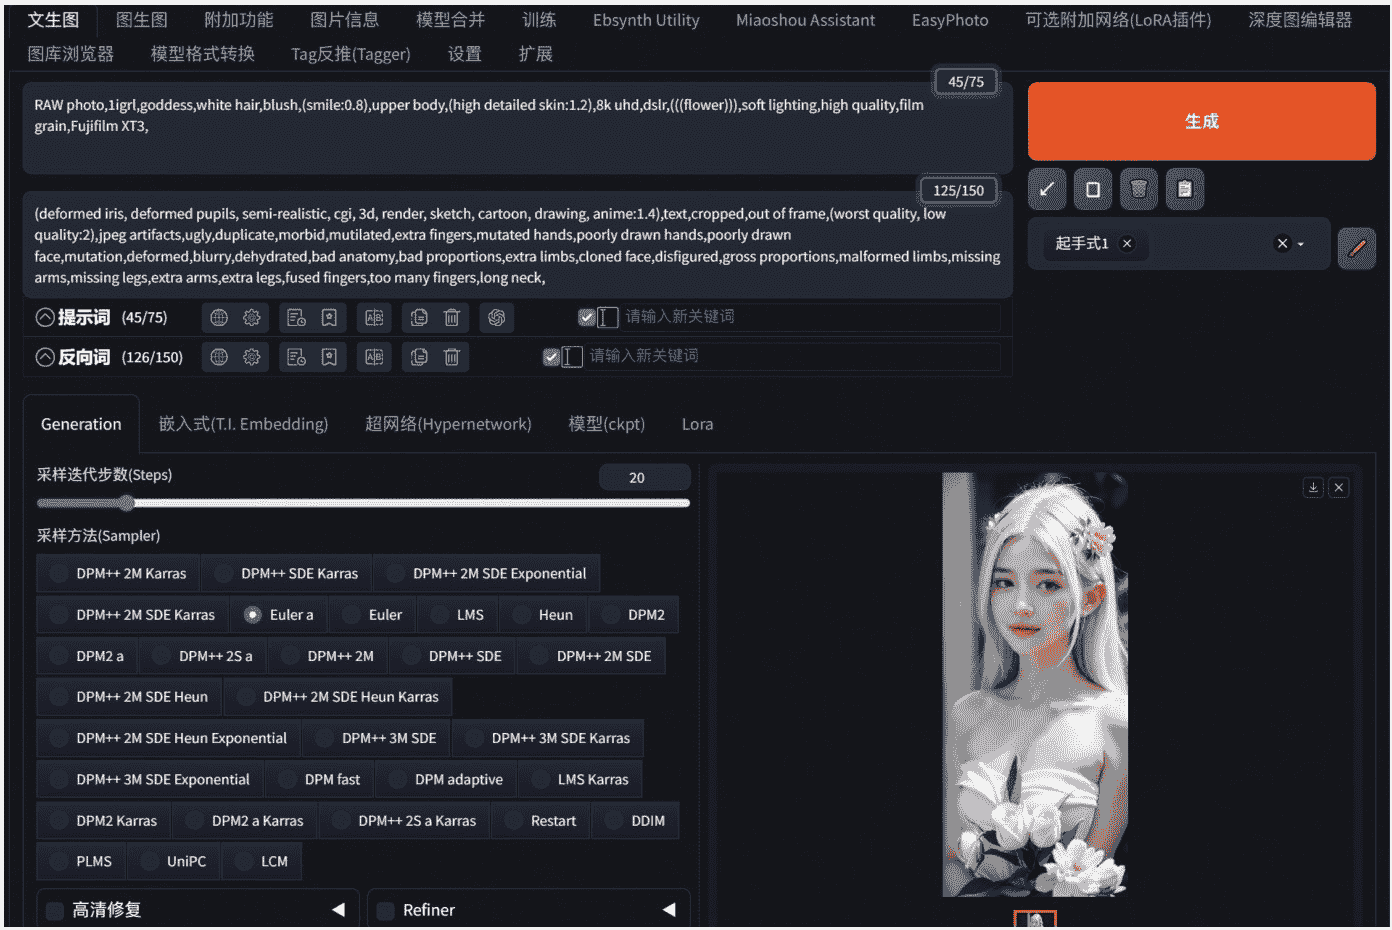 文生图 图生图 附加功能 图片信息 模型合并 训练 Ebsynth Utility Miaoshou Assistant EasyPhoto 可选附加网络(LoRA插件) 深度图编辑器
图库浏览器 模型格式转换 Tag反推(Tagger) 设置 扩展
45/75
RAW photo,1igrl,goddess,white hair,blush,(smile:0.8),upper body,(high detailed skin:1.2),8k uhd,dslr,(((flower))),soft lighting,high quality,film
grain,Fujifilm XT3,
生成
125/150
(deformed iris, deformed pupils, semi-realistic, cgi, 3d, render, sketch, cartoon, drawing, anime:1.4),text,cropped,out of frame,(worst quality, low
quality:2),jpeg artifacts,ugly,duplicate,morbid,mutilated,extra fingers,mutated hands,poorly drawn hands,poorly drawn
face,mutation,deformed,blurry,dehydrated,bad anatomy,bad proportions,extra limbs,cloned face,disfigured,gross proportions,malformed limbs,missing
arms,missing legs,extra arms,extra legs,fused fingers,too many fingers,long neck,
起手式1
提示词 (45/75) 请输入新关键词
反向词 (126/150) 请输入新关键词
Generation 嵌入式(T.I. Embedding) 超网络(Hypernetwork) 模型(ckpt) Lora
采样迭代步数(Steps) 20
采样方法(Sampler)
DPM++ 2M Karras DPM++ SDE Karras DPM++ 2M SDE Exponential
DPM++ 2M SDE Karras Euler a Euler LMS Heun DPM2
DPM2 a DPM++ 2S a DPM++ 2M DPM++ SDE DPM++ 2M SDE
DPM++ 2M SDE Heun DPM++ 2M SDE Heun Karras
DPM++ 2M SDE Heun Exponential DPM++ 3M SDE DPM++ 3M SDE Karras
DPM++ 3M SDE Exponential DPM fast DPM adaptive LMS Karras
DPM2 Karras DPM2 a Karras DPM++ 2S a Karras Restart DDIM
PLMS UniPC LCM
高清修复 Refiner